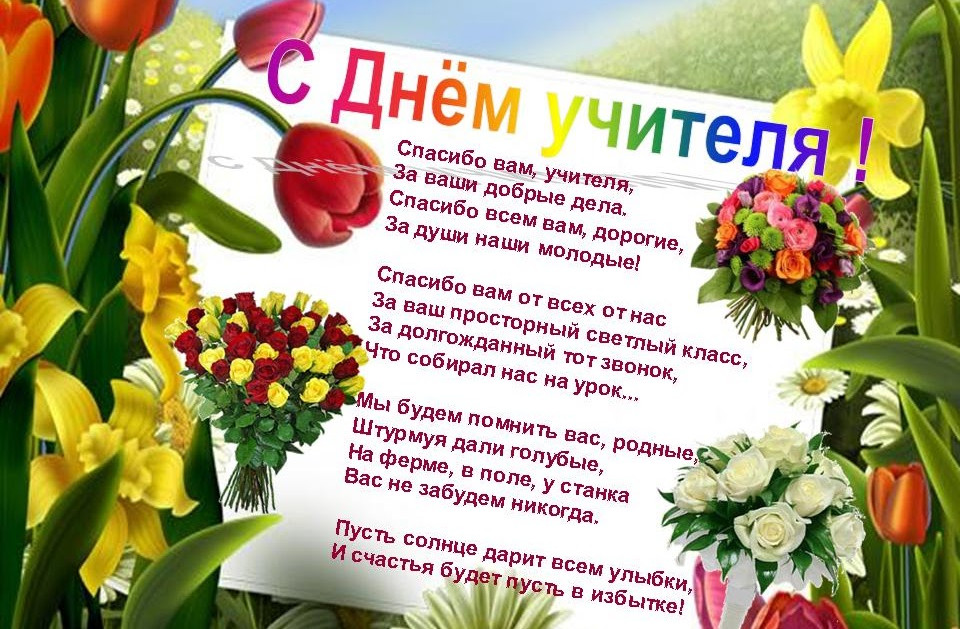 С Днём учителя !
Спасибо вам, учителя,
За ваши добрые дела.
Спасибо всем вам, дорогие,
За души наши молодые!
Спасибо вам от всех от нас
За ваш просторный светлый класс,
За долгожданный тот звонок,
Что собирал нас на урок...
Мы будем помнить вас, родные,
Штурмуя дали голубые,
На ферме, в поле, у станка
Вас не забудем никогда.
Пусть солнце дарит всем улыбки,
И счастья будет пусть в избытке!